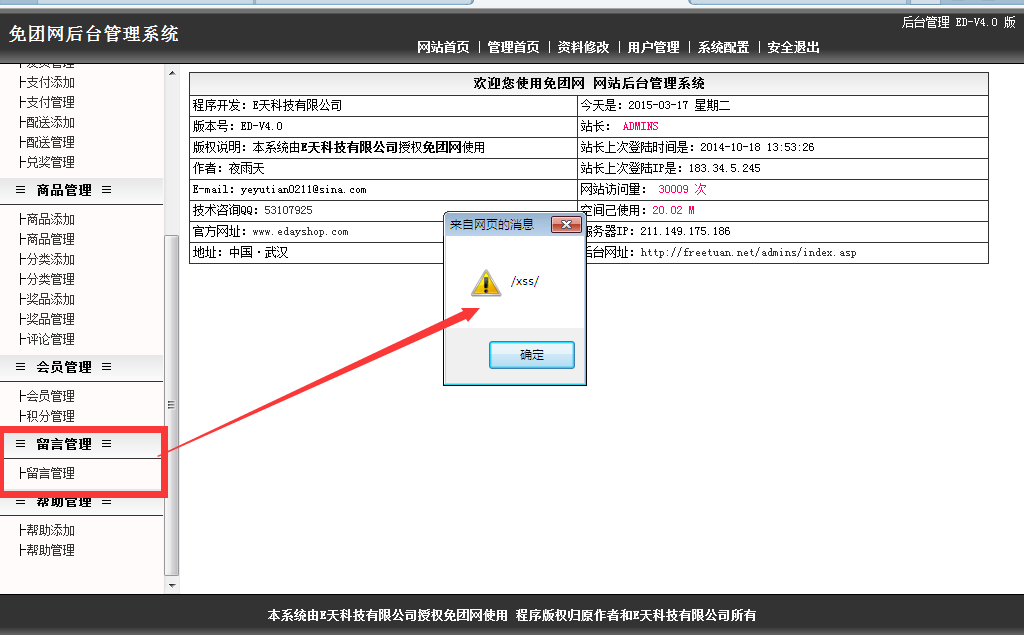 免团网后台管理系统
后台管理 ED-V4.0 版
网站首页 | 管理首页 | 资料修改 | 用户管理 | 系统配置 | 安全退出
├支付添加
├支付管理
├配送添加
├配送管理
├兑奖管理
三 商品管理 三
├商品添加
├商品管理
├分类添加
├分类管理
├奖品添加
├奖品管理
├评论管理
三 会员管理 三
├会员管理
├积分管理
三 留言管理 三
├留言管理
三 帮助管理 三
├帮助添加
├帮助管理
欢迎您使用免团网 网站后台管理系统
程序开发：E天科技有限公司
今天是：2015-03-17 星期二
版本号：ED-V4.0
站长： ADMINS
版权说明：本系统由E天科技有限公司授权免团网使用
站长上次登陆时间是：2014-10-18 13:53:26
作者：夜雨天
站长上次登陆IP是：183.34.5.245
E-mail：yeyutian0211@sina.com
网站访问量： 30009 次
技术咨询QQ：53107925
空间己使用：20.02 M
官方网址：www.edayshop.com
服务器IP：211.149.175.186
地址：中国·武汉
后台网址：http://freetuan.net/admins/index.asp
来自网页的消息
/xss/
确定
本系统由E天科技有限公司授权免团网使用 程序版权归原作者和E天科技有限公司所有